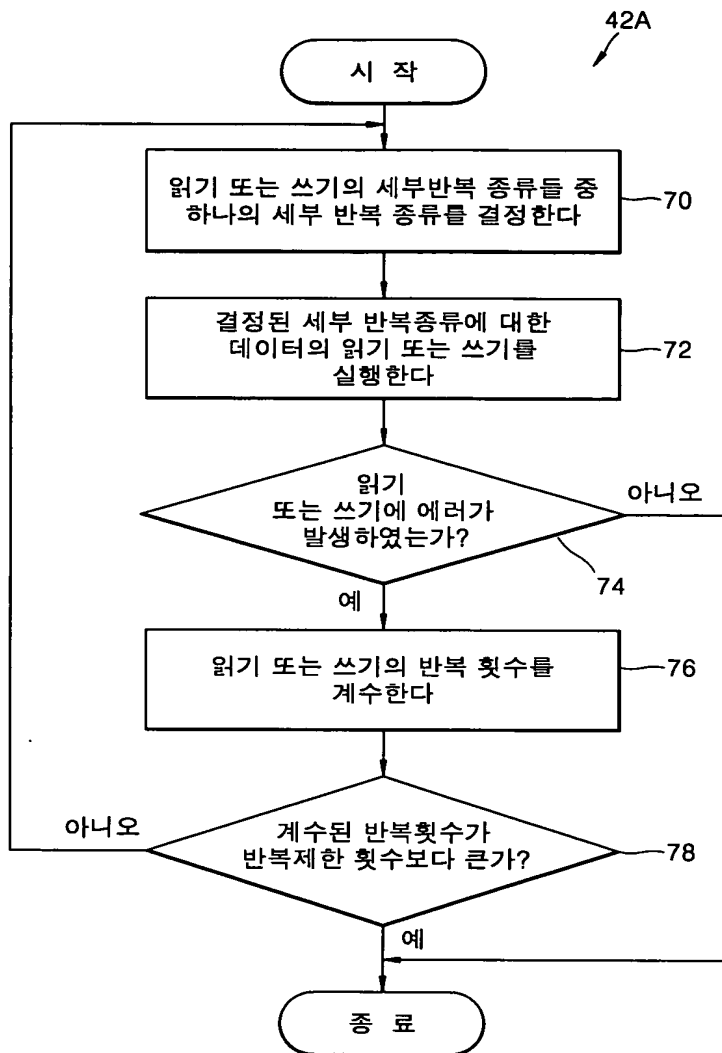 42A
시 작
읽기 또는 쓰기의 세부반복 종류들 중
하나의 세부 반복 종류를 결정한다
70
결정된 세부 반복종류에 대한
데이터의 읽기 또는 쓰기를
실행한다
72
읽기
또는 쓰기에 에러가
발생하였는가?
아니오
74
예
읽기 또는 쓰기의 반복 횟수를
계수한다
76
아니오
계수된 반복횟수가
반복제한 횟수보다 큰가?
78
예
종 료